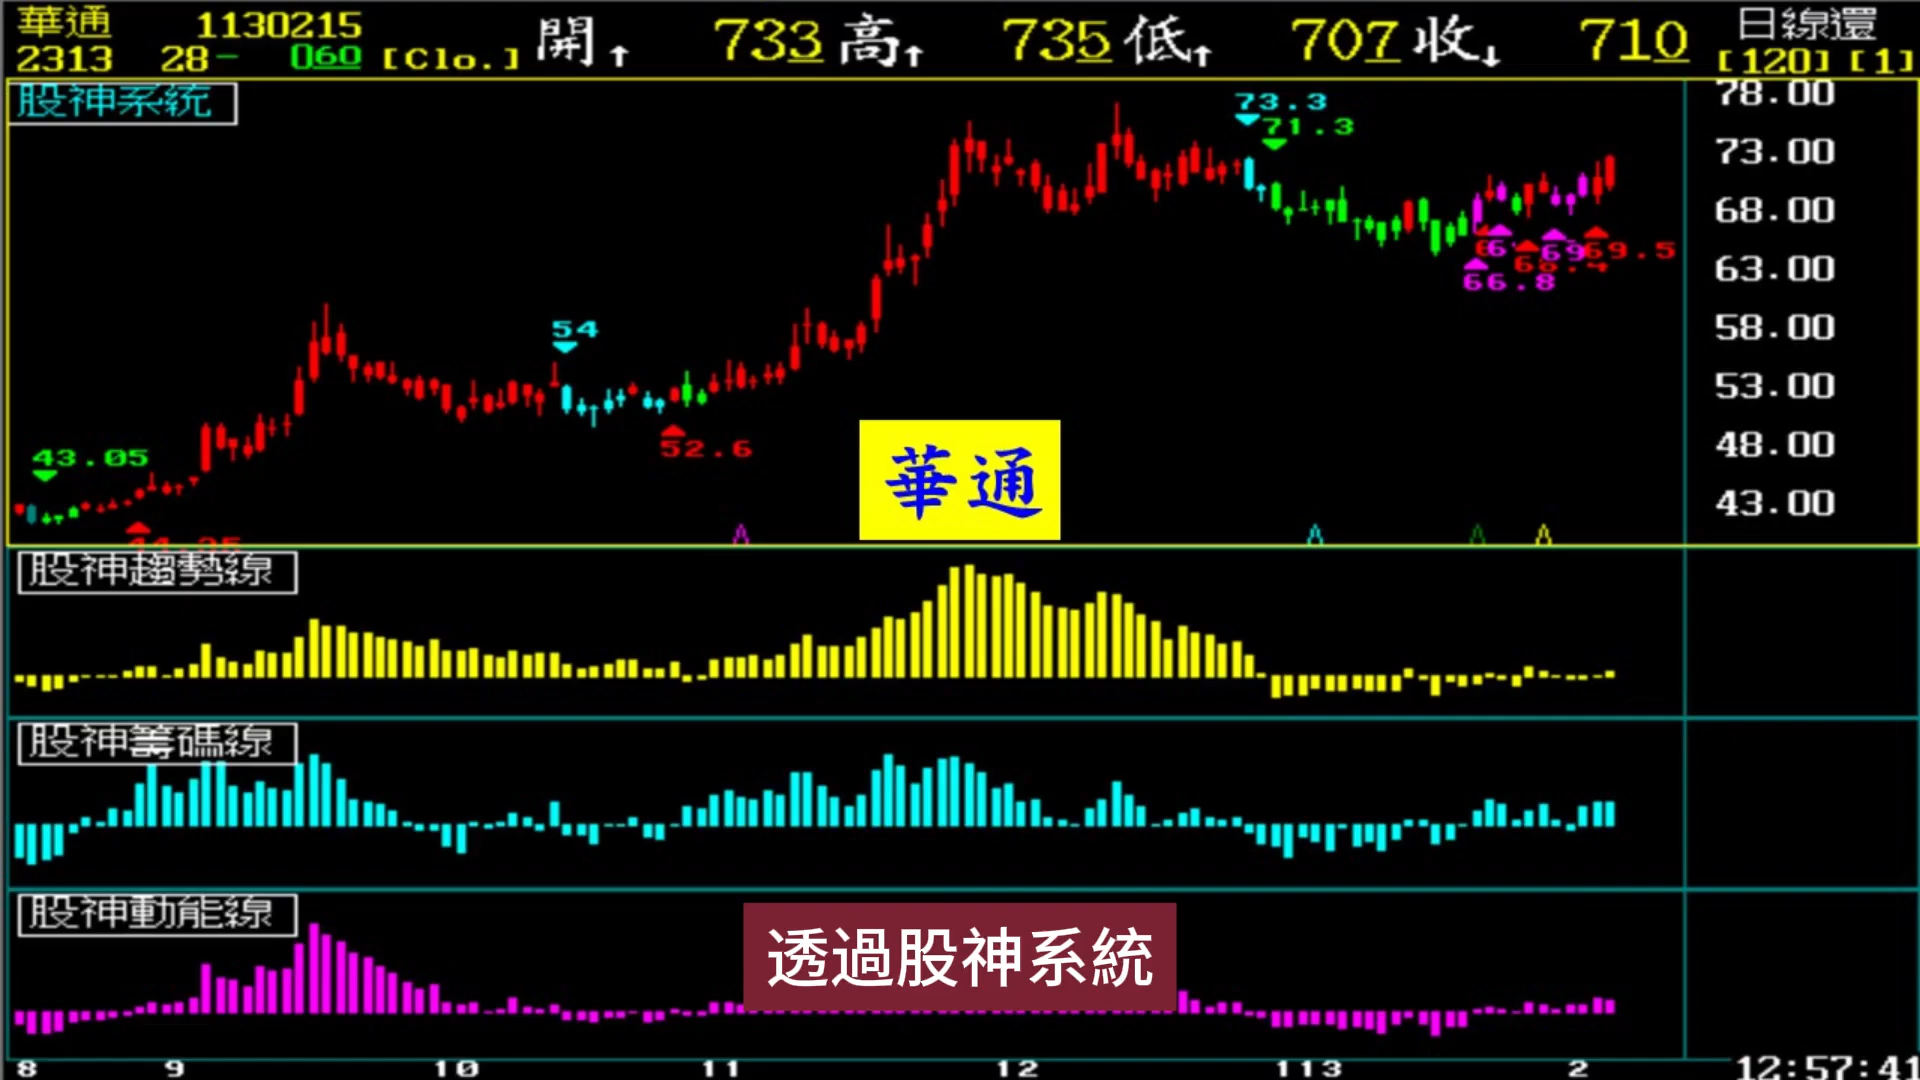 華通 1130215 開↑ 733 高↑ 735 低↑ 707 收↓ 710 日線還
2313 28- 060 [Clo.] [120] [1]
股神系統
78.00
73.00
68.00
63.00
58.00
53.00
48.00
43.00
73.3
71.3
69.5
66.8
54
52.6
43.05
華通
股神趨勢線
股神籌碼線
股神動能線
透過股神系統
8 9 10 11 12 113 2 12:57:41